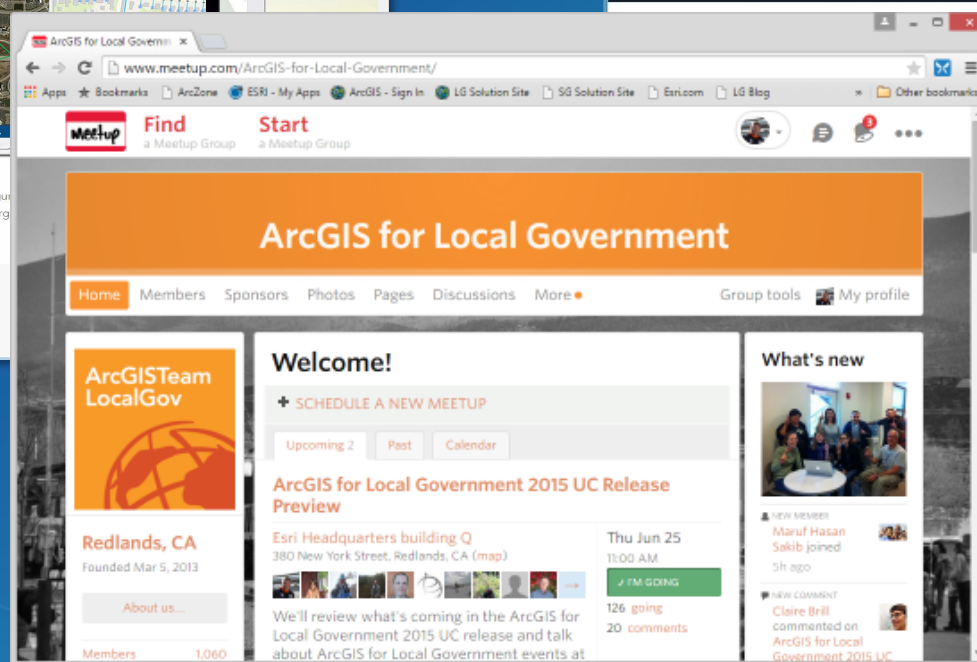 ArcGIS for Local Governm
www.meetup.com/ArcGIS-for-Local-Government/
Apps Bookmarks ArcZone ESRI - My Apps ArcGIS - Sign In LG Solution Site SG Solution Site Esri.com LG Blog » Other bookmarks
Meetup
Find
a Meetup Group
Start
a Meetup Group
3
ArcGIS for Local Government
Home Members Sponsors Photos Pages Discussions More Group tools My profile
ArcGISTeam
LocalGov
Redlands, CA
Founded Mar 5, 2013
About us...
Members 1,060
Welcome!
+ SCHEDULE A NEW MEETUP
Upcoming 2 Past Calendar
ArcGIS for Local Government 2015 UC Release
Preview
Esri Headquarters building Q
380 New York Street, Redlands, CA (map)
We'll review what's coming in the ArcGIS for
Local Government 2015 UC release and talk
about ArcGIS for Local Government events at
Thu Jun 25
11:00 AM
✓ I'M GOING
126 going
20 comments
What's new
NEW MEMBER
Maruf Hasan
Sakib joined
5h ago
NEW COMMENT
Claire Brill
commented on
ArcGIS for Local
Government 2015 UC